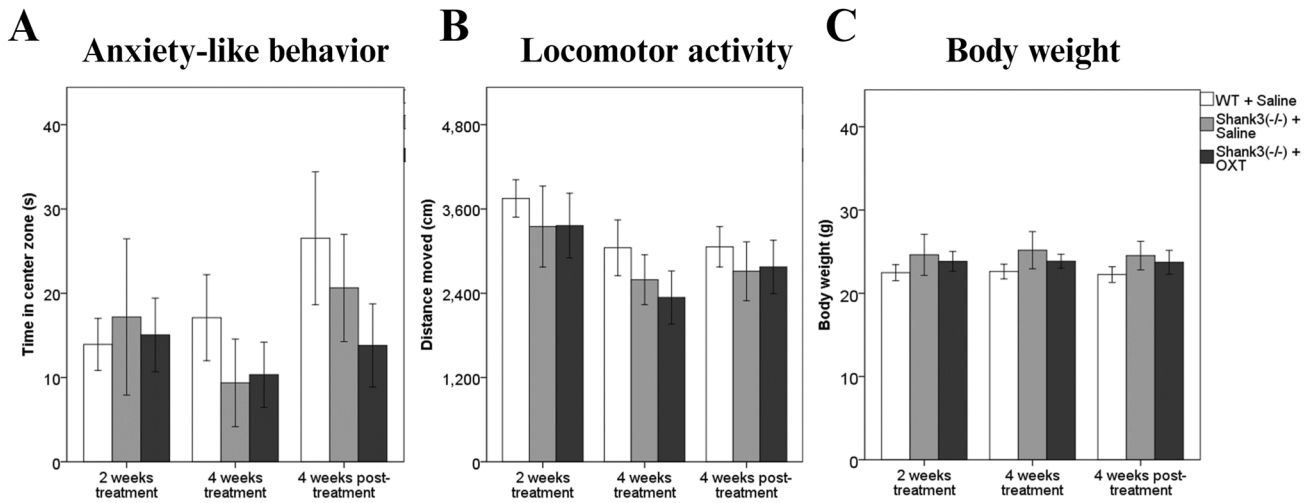 A
Anxiety-like behavior
Time in center zone (s)
40
30
20
10
0
2 weeks
treatment
4 weeks
treatment
4 weeks post-
treatment
B
Locomotor activity
Distance moved (cm)
4,800
3,600
2,400
1,200
0
2 weeks
treatment
4 weeks
treatment
4 weeks post-
treatment
C
Body weight
Body weight (g)
40
30
20
10
0
2 weeks
treatment
4 weeks
treatment
4 weeks post-
treatment
WT + Saline
Shank3(-/-) +
Saline
Shank3(-/-) +
OXT